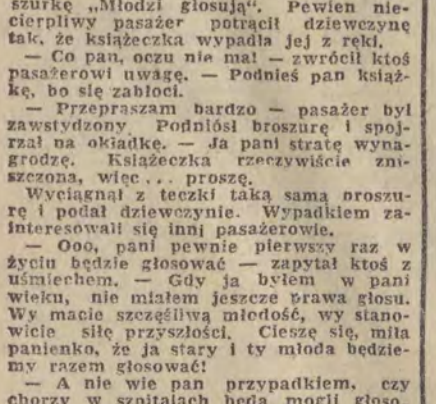 szurkę „Młodzi głosują“. Pewien nie-
cierpliwy pasażer potrącił dziewczynę
tak, że książeczka wypadła jej z ręki.
— Co pan, oczu nie ma! — zwrócił ktoś
pasażerowi uwagę. — Podnieś pan książ-
kę, bo się zabłoci.
— Przepraszam bardzo — pasażer był
zawstydzony. Podniósł broszurę i spoj-
rzał na okładkę. — Ja pani stratę wyna-
grodzę. Książeczka rzeczywiście zni-
szczona, więc ... proszę.
Wyciągnął z teczki taką samą broszu-
rę i podał dziewczynie. Wypadkiem za-
interesowali się inni pasażerowie.
— Ooo, pani pewnie pierwszy raz w
życiu będzie głosować — zapytał ktoś z
uśmiechem. — Gdy ja byłem w pani
wieku, nie miałem jeszcze prawa głosu.
Wy macie szczęśliwą młodość, wy stano-
wicie siłę przyszłości. Cieszę się, miła
panienko, że ja stary i ty młoda będzie-
my razem głosować!
— A nie wie pan przypadkiem, czy
chorzy w szpitalach będą mogli głoso-